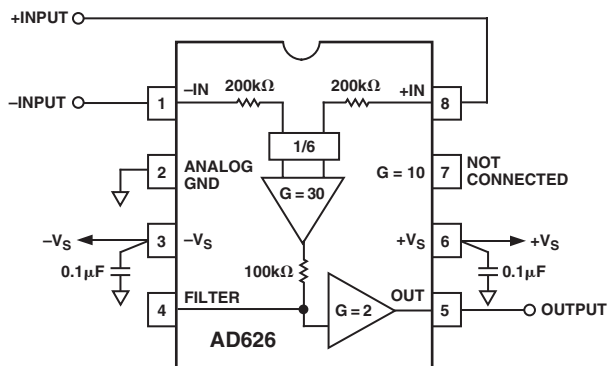 +INPUT
–INPUT
1
–IN
200kΩ
200kΩ
+IN
8
1/6
2
ANALOG
GND
G = 10
7
NOT
CONNECTED
G = 30
–VS
3
–VS
+VS
6
+VS
0.1μF
100kΩ
0.1μF
4
FILTER
G = 2
OUT
5
OUTPUT
AD626